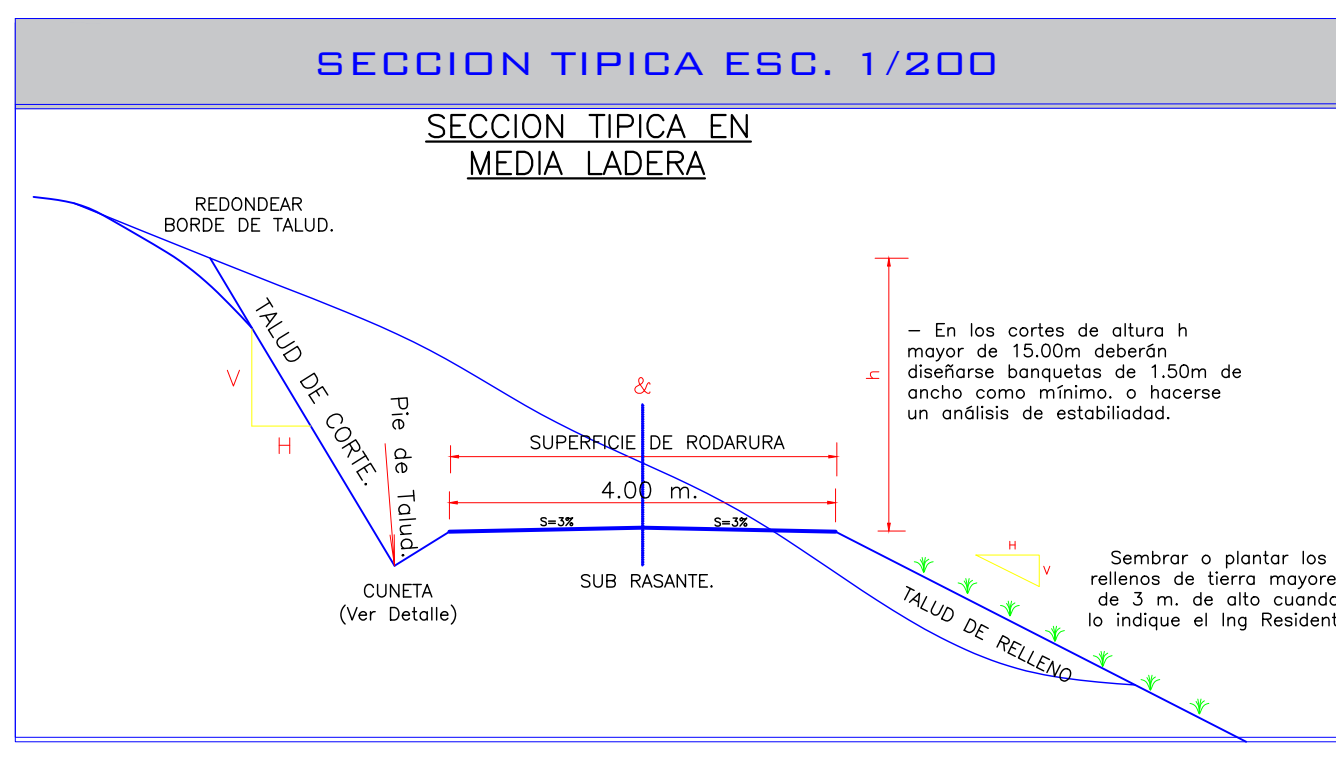 SECCION TIPICA ESC. 1/200
SECCION TIPICA EN
MEDIA LADERA
REDONDEAR
BORDE DE TALUD.
TALUD DE CORTE.
V
H
Pie de Talud.
&
SUPERFICIE DE RODARURA
4.00 m.
S=3%
S=3%
h
– En los cortes de altura h
mayor de 15.00m deberán
diseñarse banquetas de 1.50m de
ancho como mínimo. o hacerse
un análisis de estabiliadad.
CUNETA
(Ver Detalle)
SUB RASANTE.
H
V
TALUD DE RELLENO
Sembrar o plantar los
rellenos de tierra mayore
de 3 m. de alto cuando
lo indique el Ing Resident